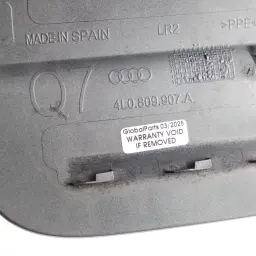 MADE IN SPAIN LR2 >PPE
Q7
4L0.809.907.A
GlobalParts 03/2025
WARRANTY VOID
IF REMOVED